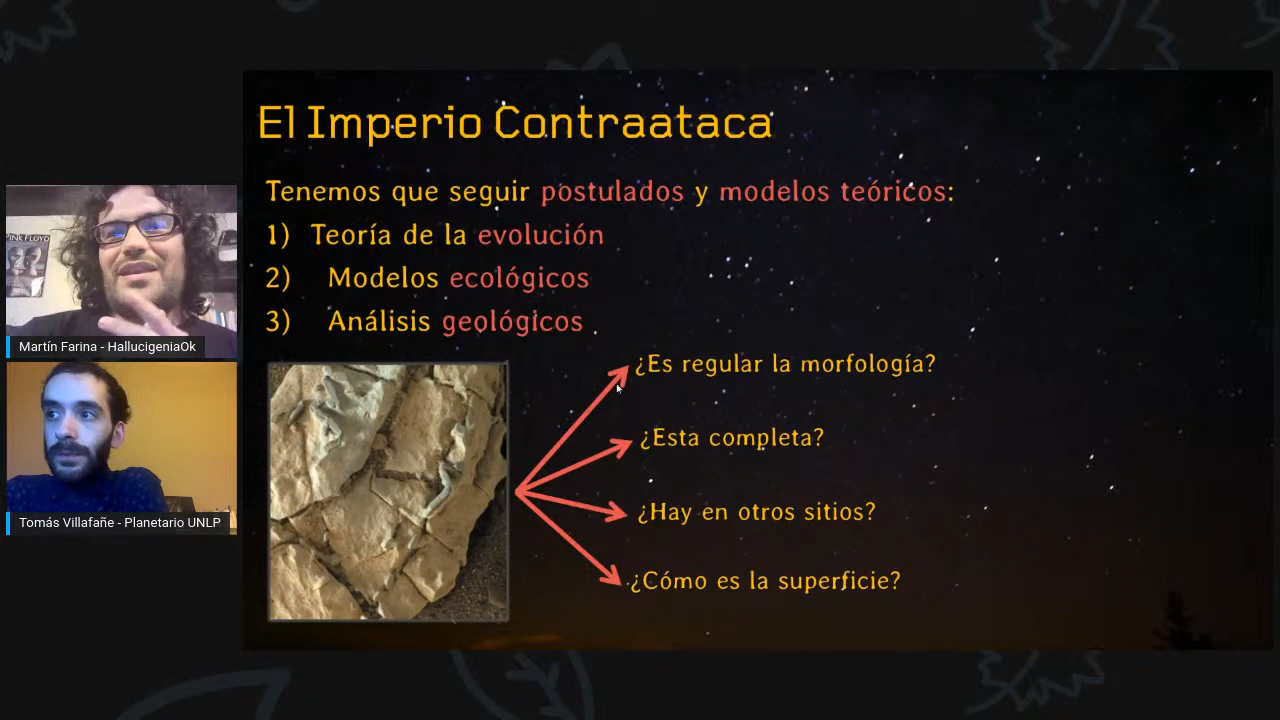 El Imperio Contraataca
Tenemos que seguir postulados y modelos teóricos:
1) Teoría de la evolución
2) Modelos ecológicos
3) Análisis geológicos
¿Es regular la morfología?
¿Esta completa?
¿Hay en otros sitios?
¿Cómo es la superficie?
PINK FLOYD
Martín Farina - HallucigeniaOk
Tomás Villafañe - Planetario UNLP